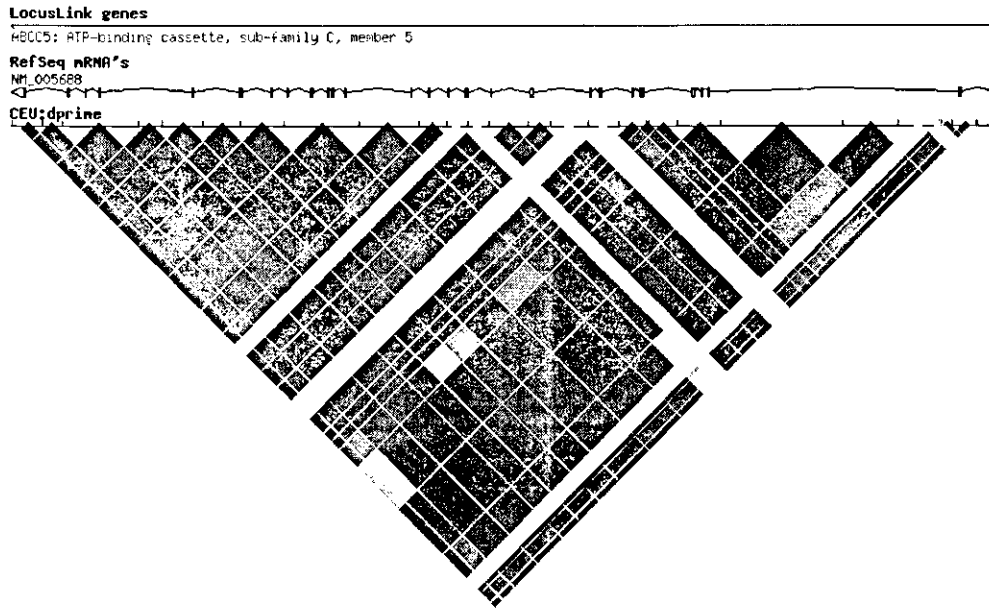 LocusLink genes
ABCC5: ATP-binding cassette, sub-family C, member 5
RefSeq mRNA's
NM_005688
CEU:dprime